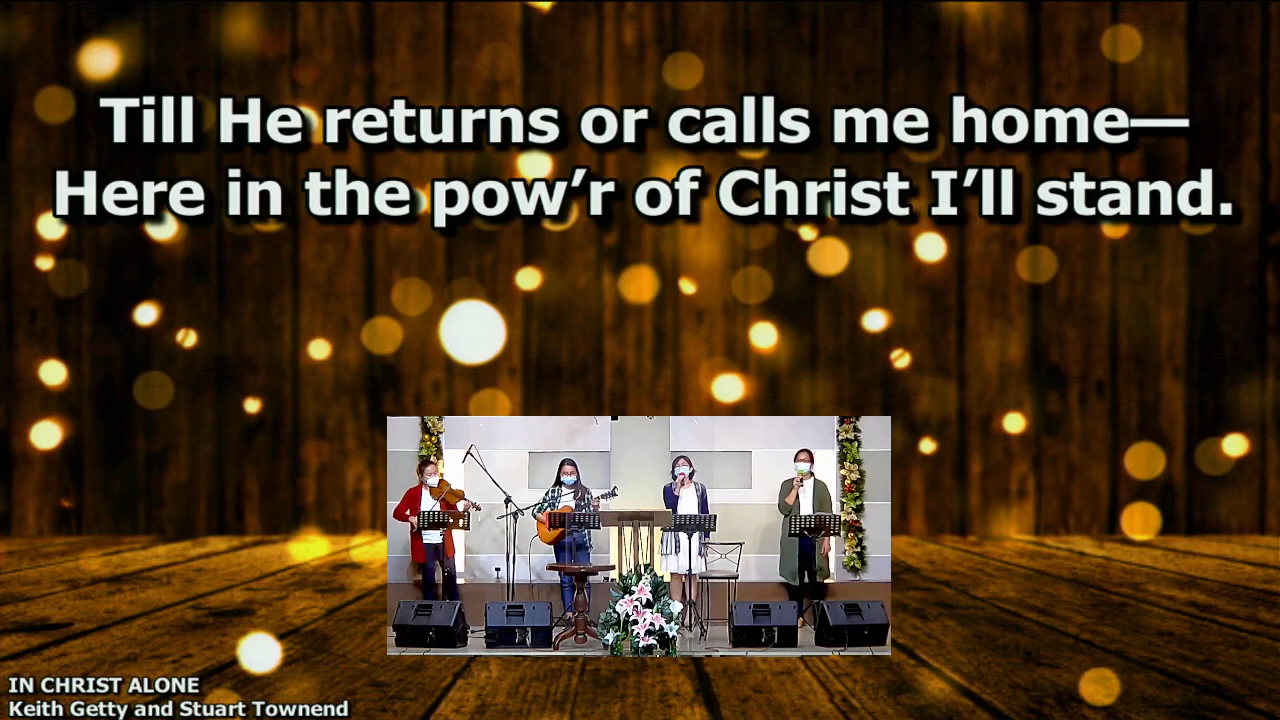 Till He returns or calls me home—
Here in the pow’r of Christ I’ll stand.
IN CHRIST ALONE
Keith Getty and Stuart Townend